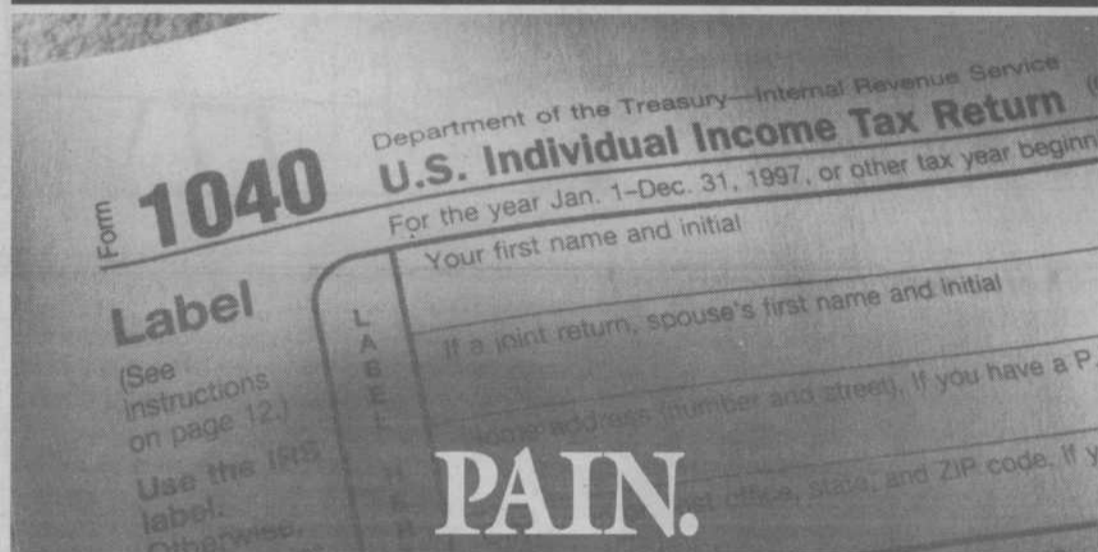 Department of the Treasury—Internal Revenue Service
Form 1040 U.S. Individual Income Tax Return
For the year Jan. 1–Dec. 31, 1997, or other tax year beginn
Your first name and initial
Label
(See
instructions
on page 12.)
Use the IRS
label.
Otherwise,
L
A
B
E
L
H
E
R
If a joint return, spouse's first name and initial
Home address (number and street). If you have a P.
office, state, and ZIP code. If y
PAIN.